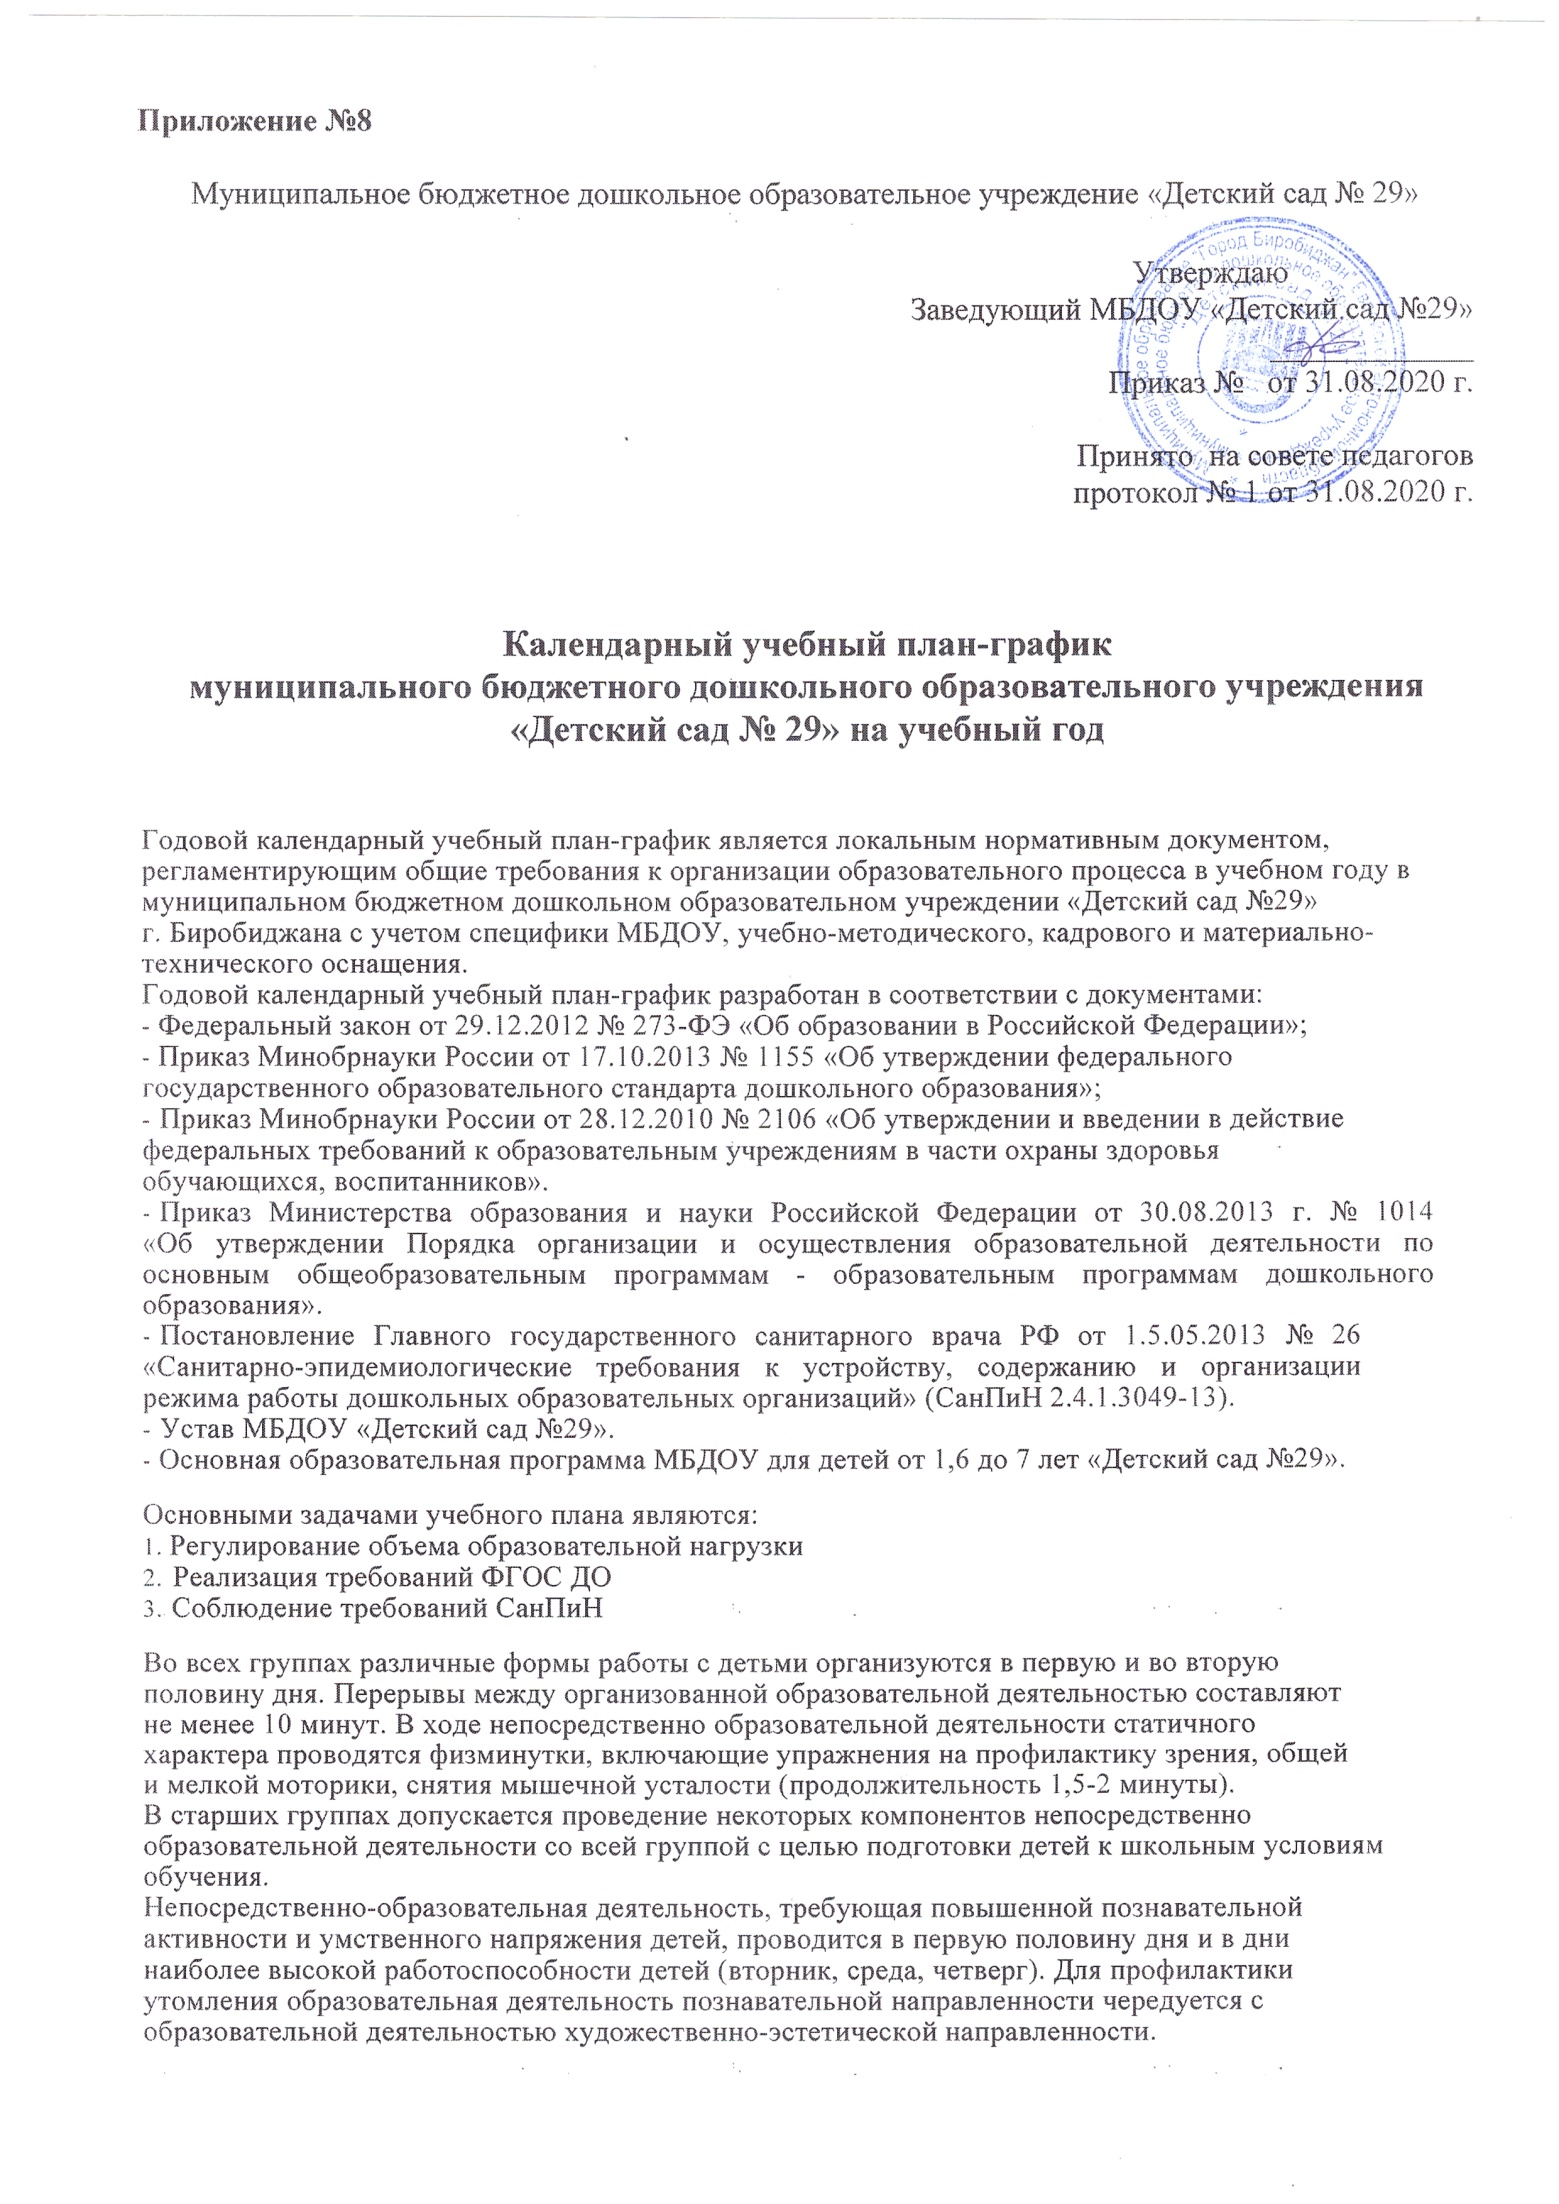 Приложение №8
Муниципальное бюджетное дошкольное образовательное учреждение «Детский сад № 29»
Утверждаю
Заведующий МБДОУ «Детский сад №29»
Приказ № от 31.08.2020 г.
Принято на совете педагогов
протокол № 1 от 31.08.2020 г.
Календарный учебный план-график
муниципального бюджетного дошкольного образовательного учреждения
«Детский сад № 29» на учебный год
Годовой календарный учебный план-график является локальным нормативным документом,
регламентирующим общие требования к организации образовательного процесса в учебном году в
муниципальном бюджетном дошкольном образовательном учреждении «Детский сад №29»
г. Биробиджана с учетом специфики МБДОУ, учебно-методического, кадрового и материально-
технического оснащения.
Годовой календарный учебный план-график разработан в соответствии с документами:
- Федеральный закон от 29.12.2012 № 273-ФЭ «Об образовании в Российской Федерации»;
- Приказ Минобрнауки России от 17.10.2013 № 1155 «Об утверждении федерального
государственного образовательного стандарта дошкольного образования»;
- Приказ Минобрнауки России от 28.12.2010 № 2106 «Об утверждении и введении в действие
федеральных требований к образовательным учреждениям в части охраны здоровья
обучающихся, воспитанников».
- Приказ Министерства образования и науки Российской Федерации от 30.08.2013 г. № 1014
«Об утверждении Порядка организации и осуществления образовательной деятельности по
основным общеобразовательным программам - образовательным программам дошкольного
образования».
- Постановление Главного государственного санитарного врача РФ от 1.5.05.2013 № 26
«Санитарно-эпидемиологические требования к устройству, содержанию и организации
режима работы дошкольных образовательных организаций» (СанПиН 2.4.1.3049-13).
- Устав МБДОУ «Детский сад №29».
- Основная образовательная программа МБДОУ для детей от 1,6 до 7 лет «Детский сад №29».
Основными задачами учебного плана являются:
1. Регулирование объема образовательной нагрузки
2. Реализация требований ФГОС ДО
3. Соблюдение требований СанПиН
Во всех группах различные формы работы с детьми организуются в первую и во вторую
половину дня. Перерывы между организованной образовательной деятельностью составляют
не менее 10 минут. В ходе непосредственно образовательной деятельности статичного
характера проводятся физминутки, включающие упражнения на профилактику зрения, общей
и мелкой моторики, снятия мышечной усталости (продолжительность 1,5-2 минуты).
В старших группах допускается проведение некоторых компонентов непосредственно
образовательной деятельности со всей группой с целью подготовки детей к школьным условиям
обучения.
Непосредственно-образовательная деятельность, требующая повышенной познавательной
активности и умственного напряжения детей, проводится в первую половину дня и в дни
наиболее высокой работоспособности детей (вторник, среда, четверг). Для профилактики
утомления образовательная деятельность познавательной направленности чередуется с
образовательной деятельностью художественно-эстетической направленности.